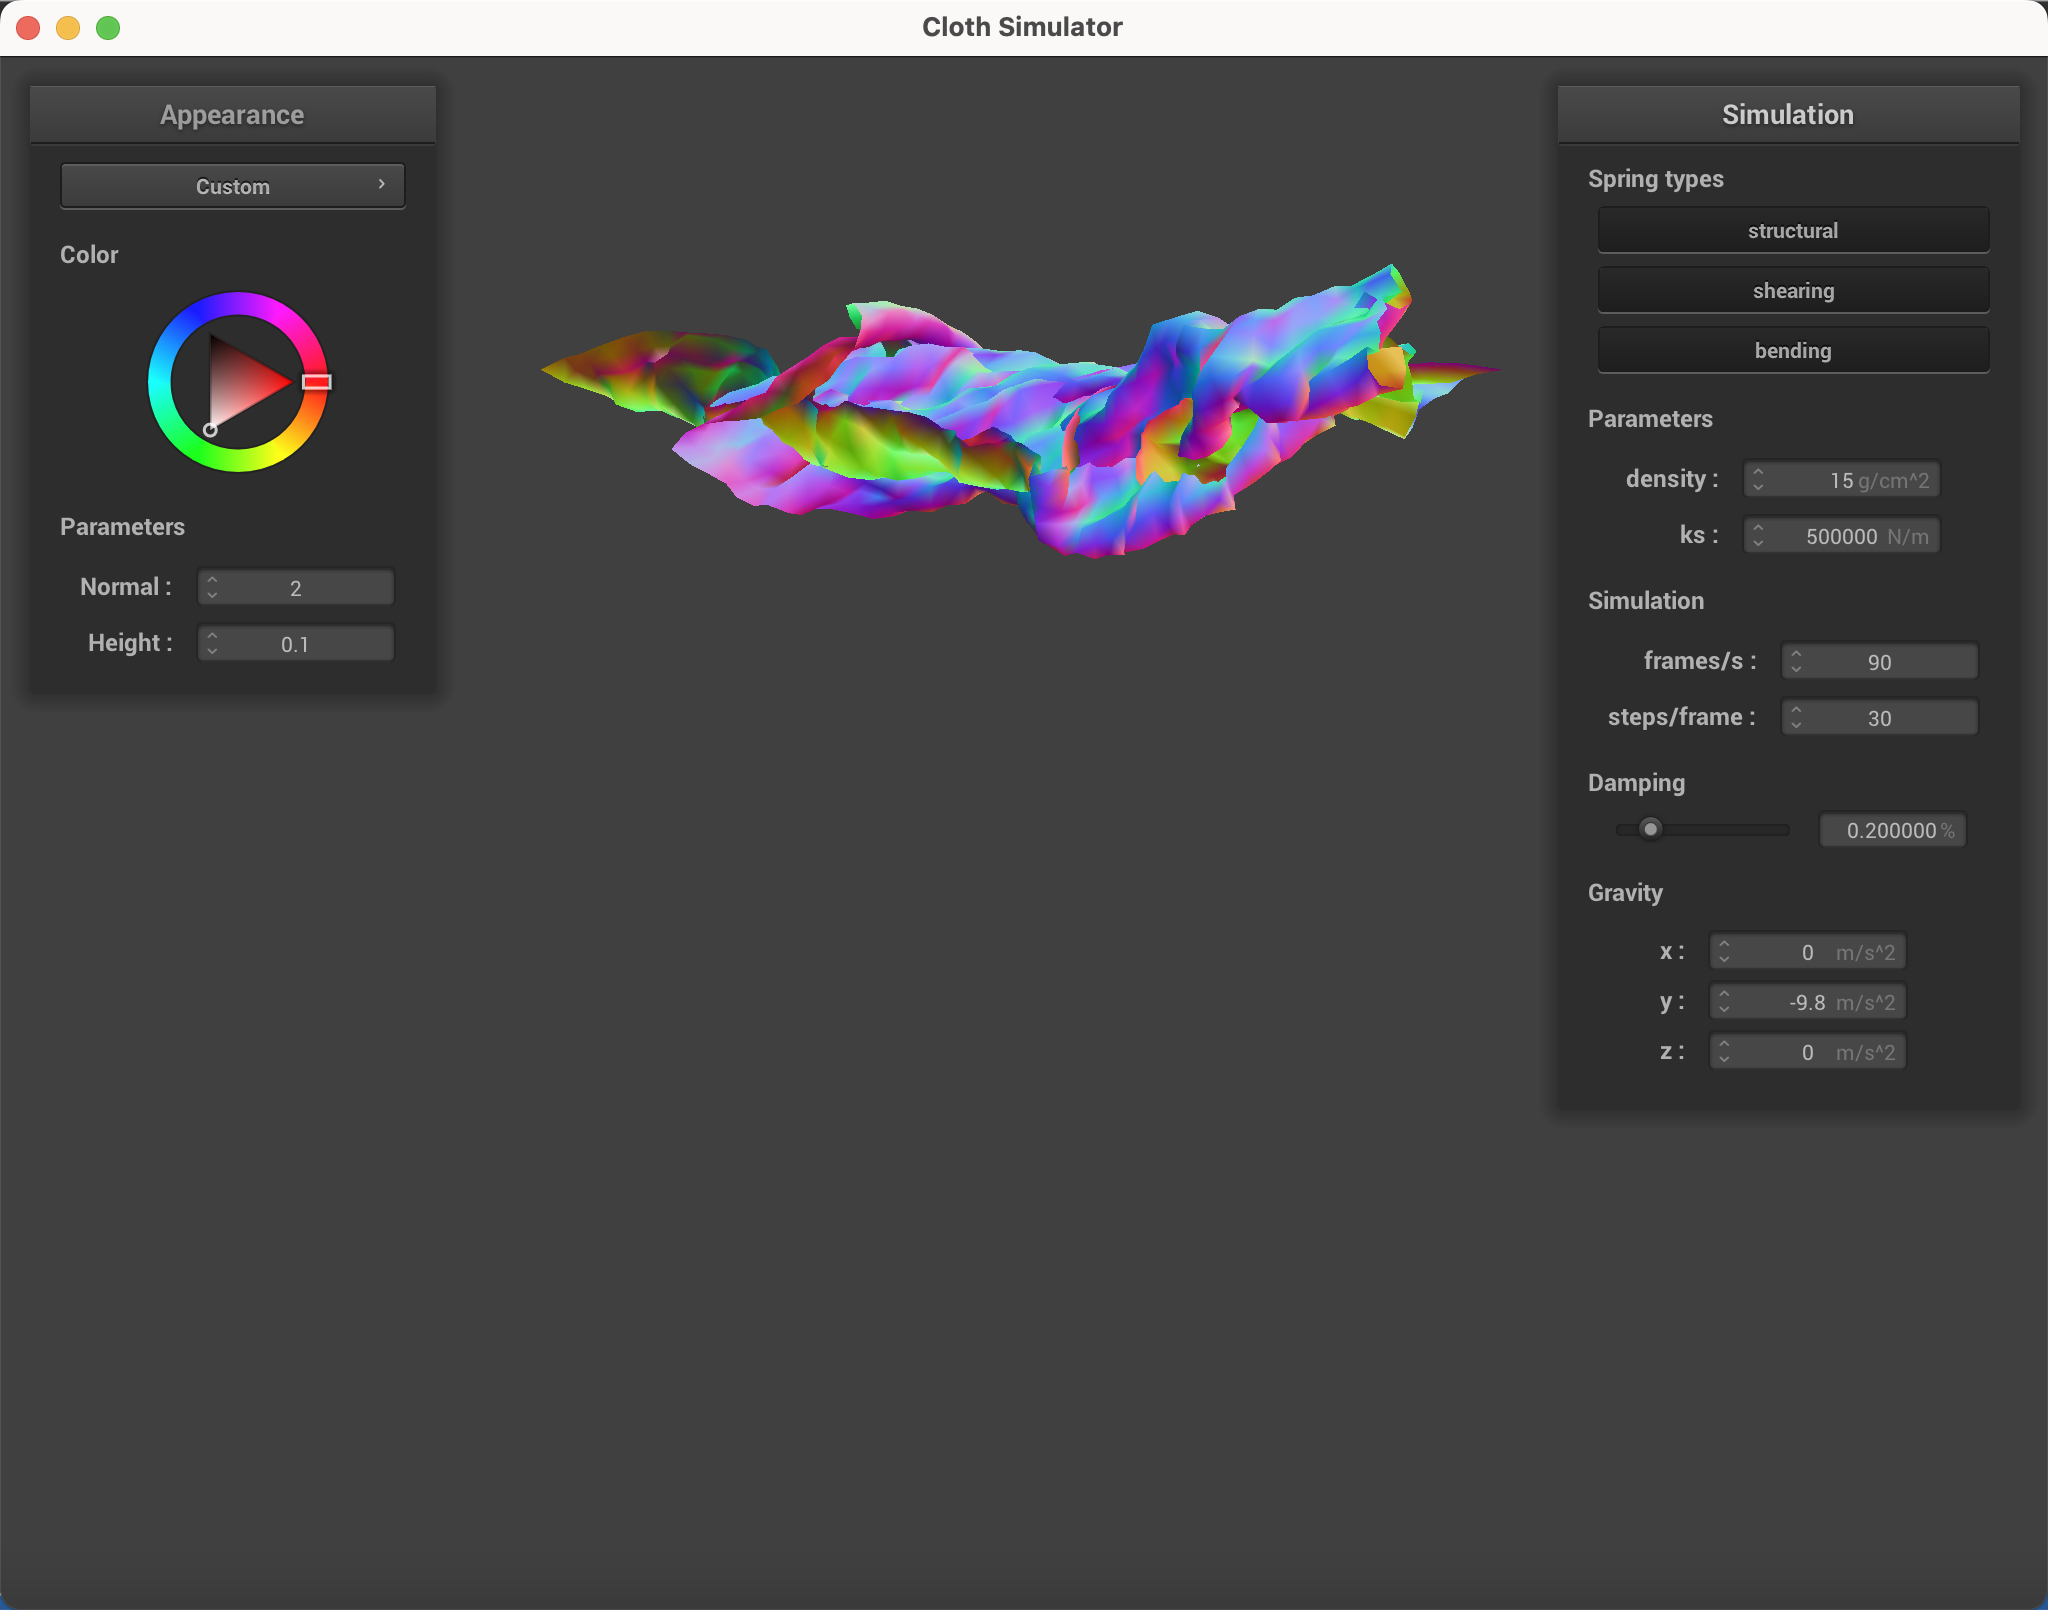 Cloth Simulator
Appearance
Custom
Color
Parameters
Normal : 2
Height : 0.1
Simulation
Spring types
structural
shearing
bending
Parameters
density : 15 g/cm^2
ks : 500000 N/m
Simulation
frames/s : 90
steps/frame : 30
Damping
0.200000 %
Gravity
x : 0 m/s^2
y : -9.8 m/s^2
z : 0 m/s^2